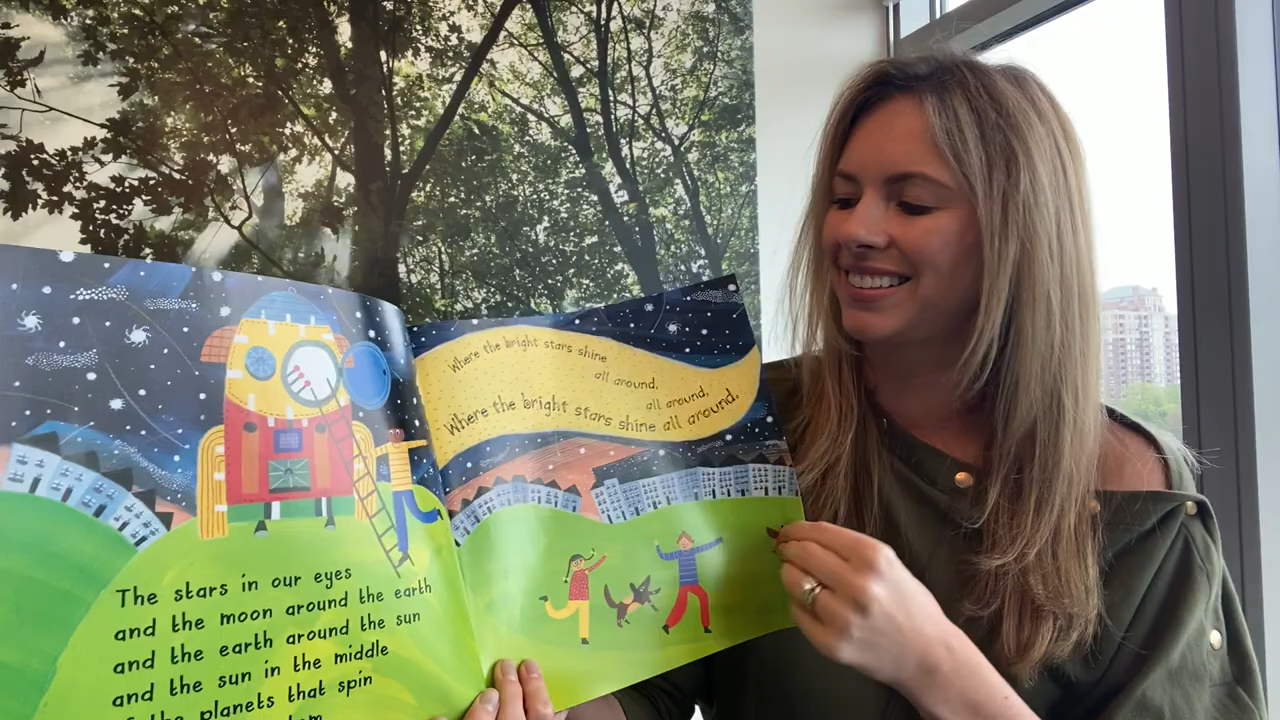 The stars in our eyes
and the moon around the earth
and the earth around the sun
and the sun in the middle
the planets that spin
Where the bright stars shine
all around,
all around,
Where the bright stars shine all around.